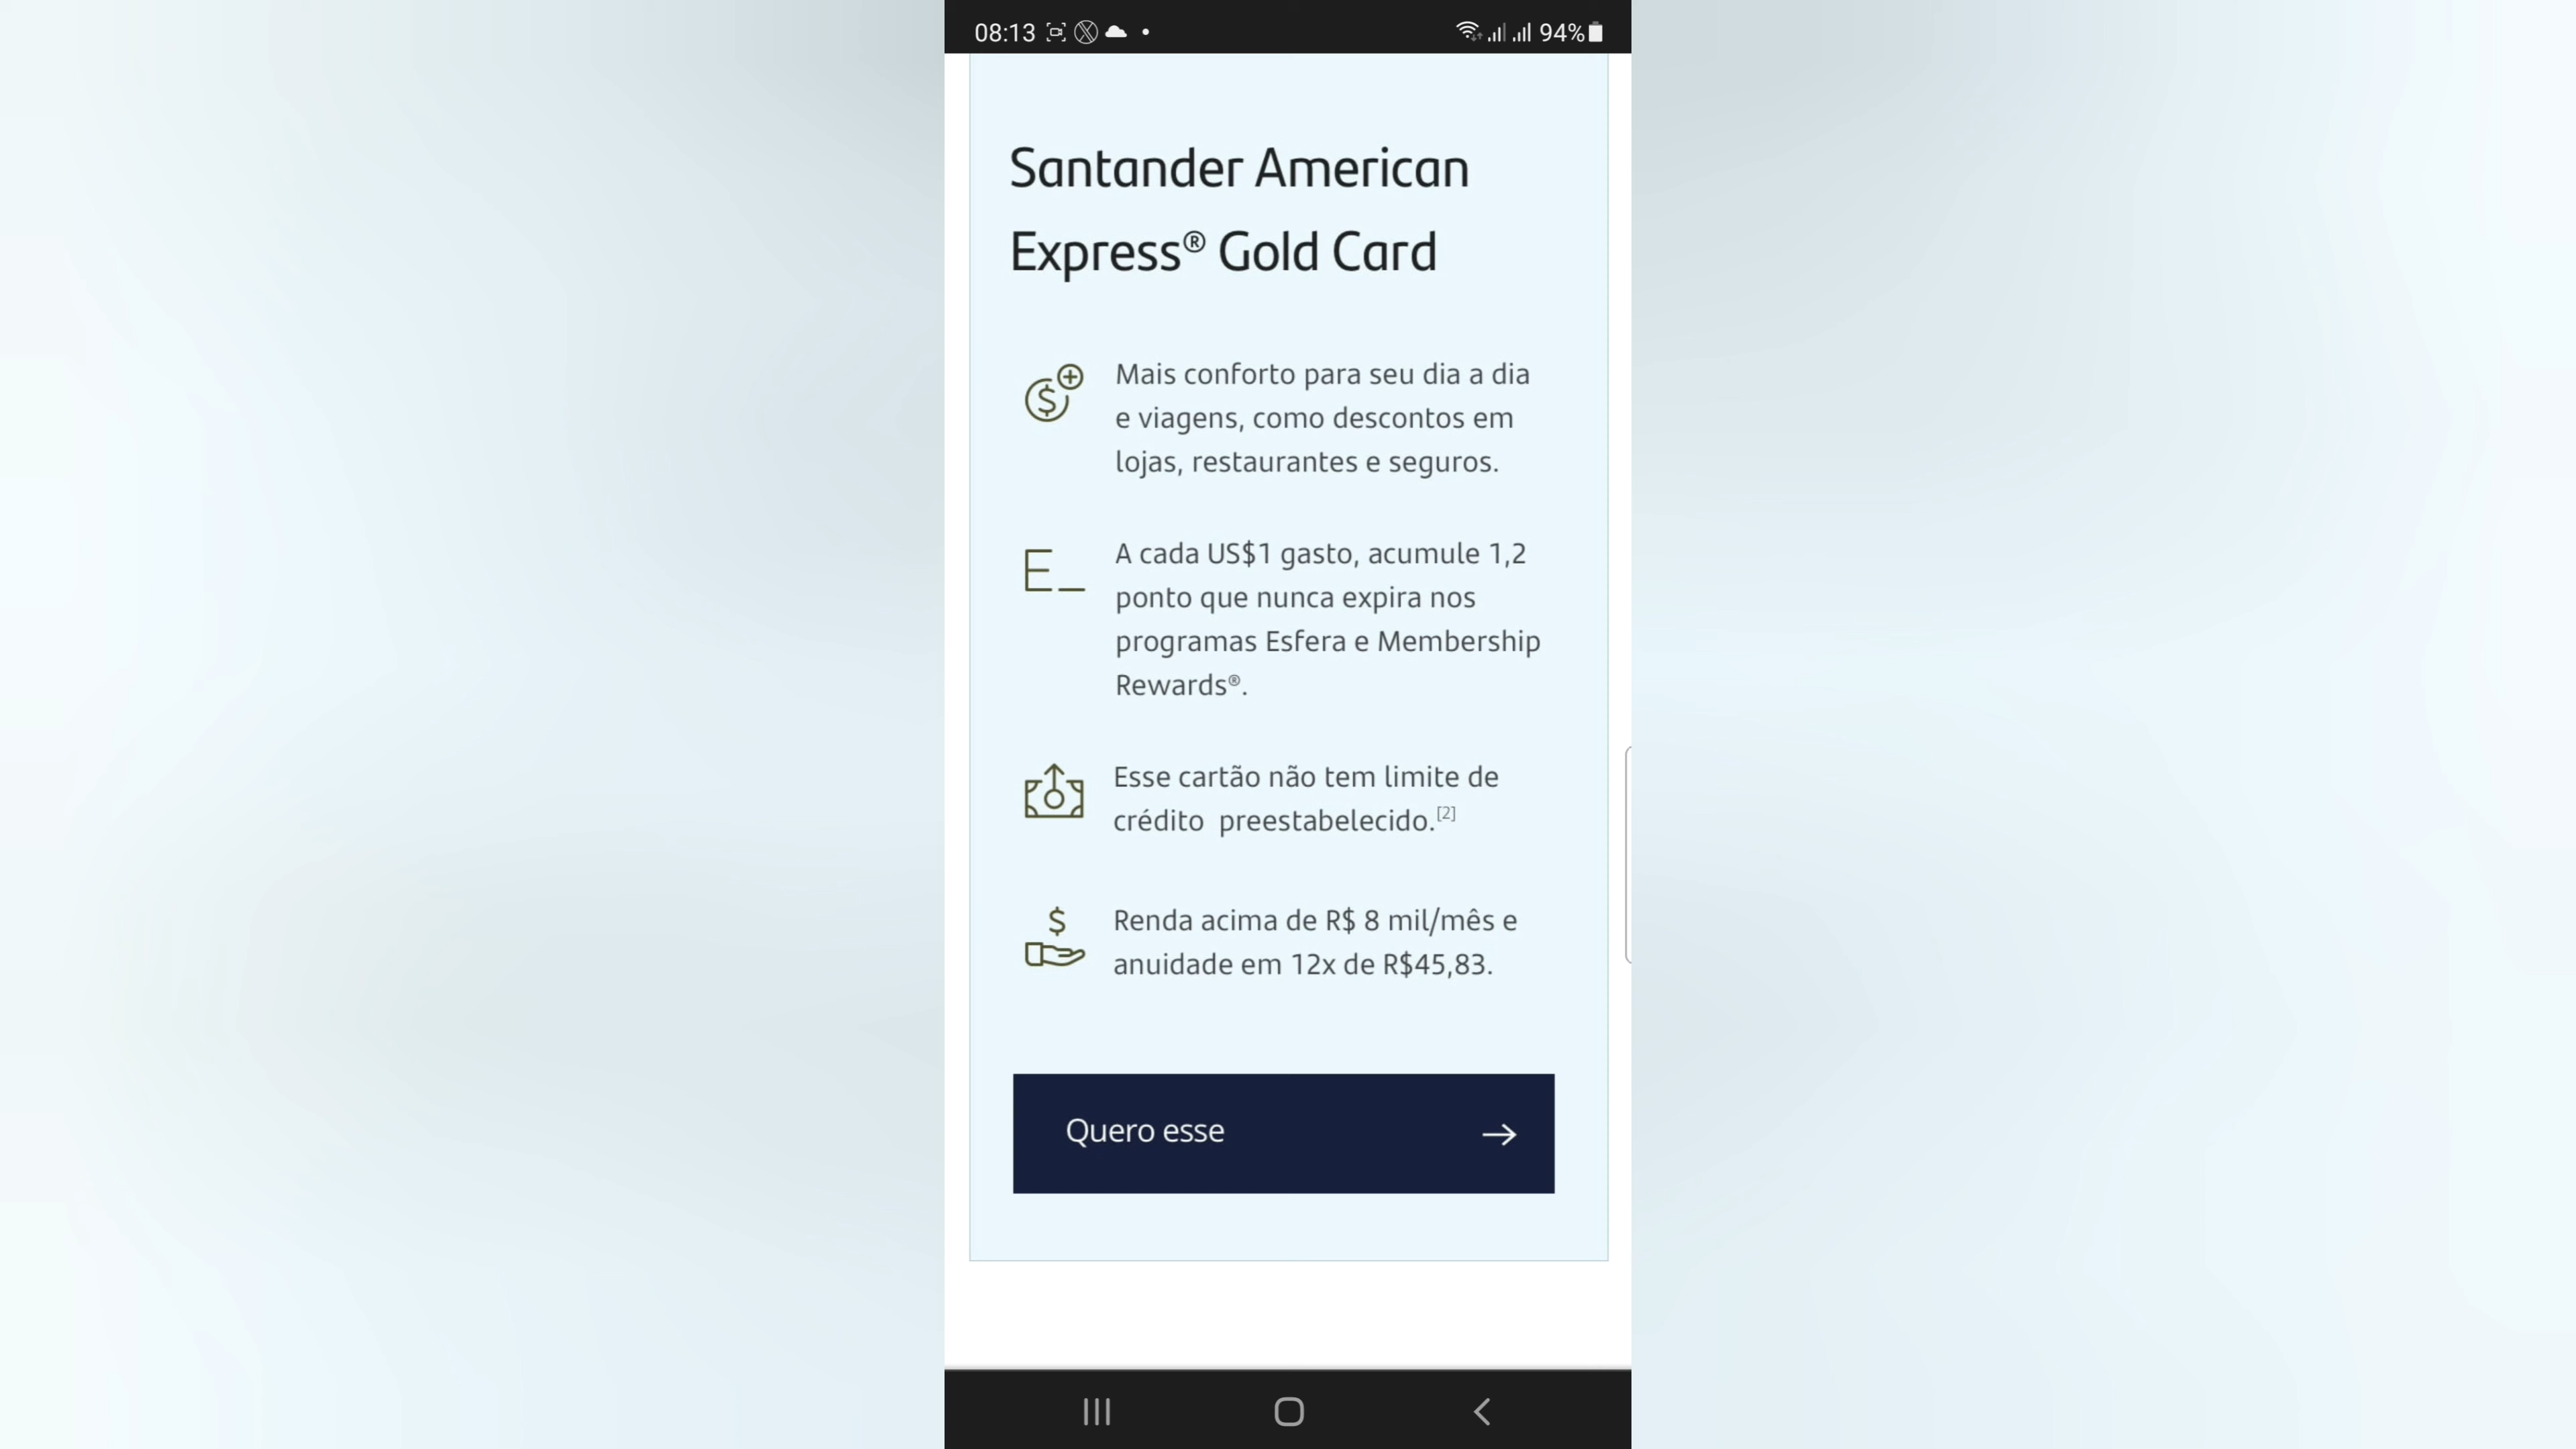 08:13
94%
Santander American
Express® Gold Card
Mais conforto para seu dia a dia
e viagens, como descontos em
lojas, restaurantes e seguros.
A cada US$1 gasto, acumule 1,2
ponto que nunca expira nos
programas Esfera e Membership
Rewards®.
Esse cartão não tem limite de
crédito preestabelecido.[2]
Renda acima de R$ 8 mil/mês e
anuidade em 12x de R$45,83.
Quero esse